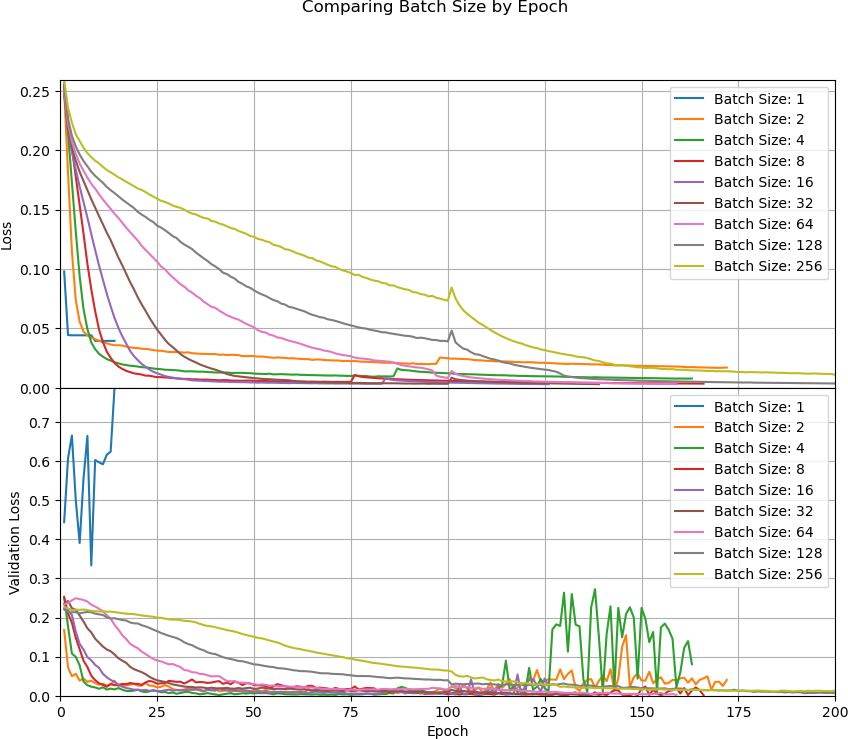 Comparing Batch Size by Epoch
0.25
0.20
0.15
0.10
0.05
0.00
Loss
Batch Size: 1
Batch Size: 2
Batch Size: 4
Batch Size: 8
Batch Size: 16
Batch Size: 32
Batch Size: 64
Batch Size: 128
Batch Size: 256
0.7
0.6
0.5
0.4
0.3
0.2
0.1
0.0
Validation Loss
Batch Size: 1
Batch Size: 2
Batch Size: 4
Batch Size: 8
Batch Size: 16
Batch Size: 32
Batch Size: 64
Batch Size: 128
Batch Size: 256
0 25 50 75 100 125 150 175 200
Epoch